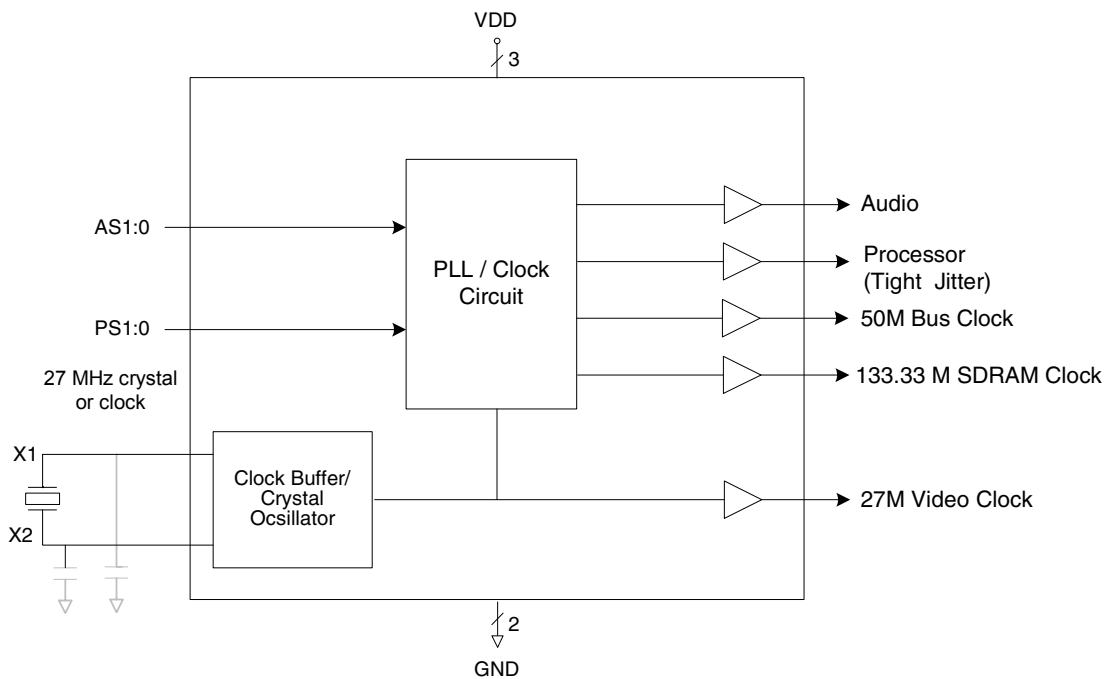 VDD
3
AS1:0
PS1:0
27 MHz crystal
or clock
X1
X2
PLL / Clock
Circuit
Clock Buffer/
Crystal
Ocsillator
Audio
Processor
(Tight Jitter)
50M Bus Clock
133.33 M SDRAM Clock
27M Video Clock
2
GND